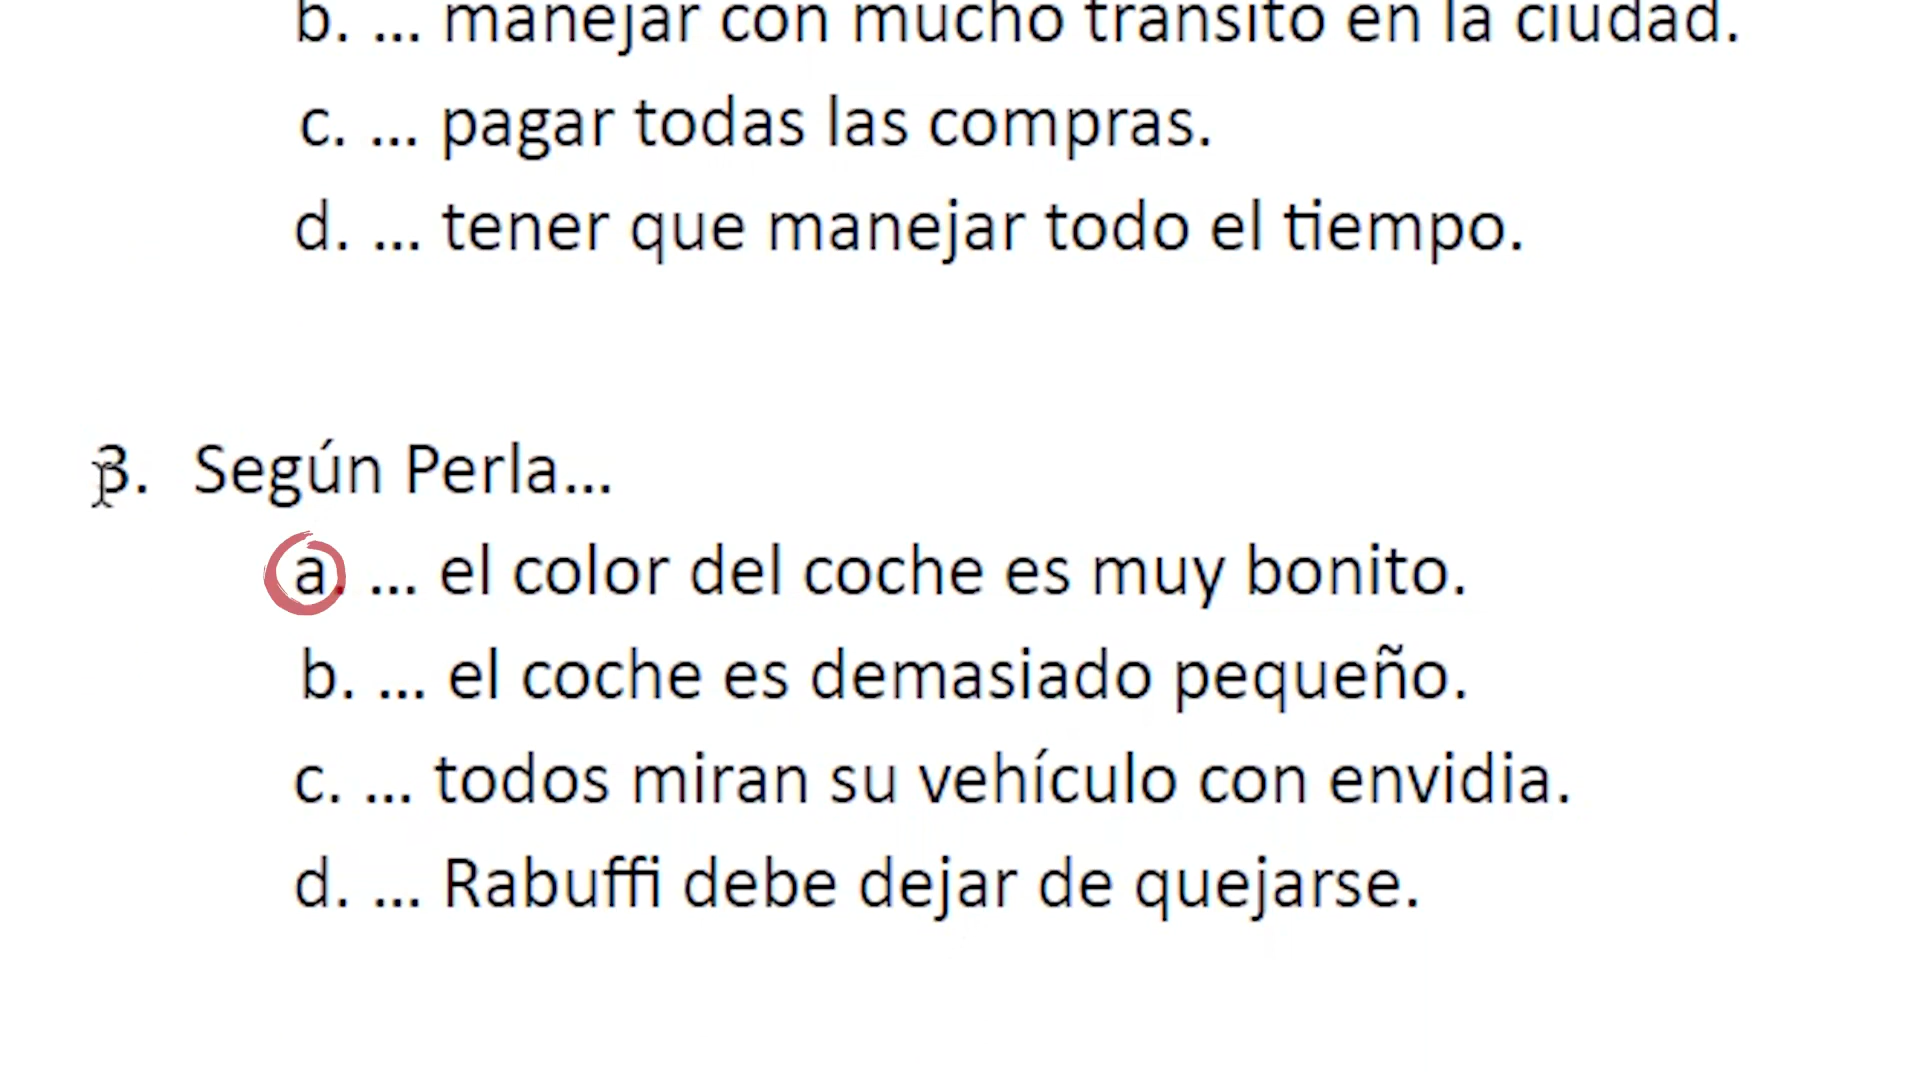 b. ... manejar con mucho tránsito en la ciudad.
c. ... pagar todas las compras.
d. ... tener que manejar todo el tiempo.
3. Según Perla...
a. ... el color del coche es muy bonito.
b. ... el coche es demasiado pequeño.
c. ... todos miran su vehículo con envidia.
d. ... Rabuffi debe dejar de quejarse.